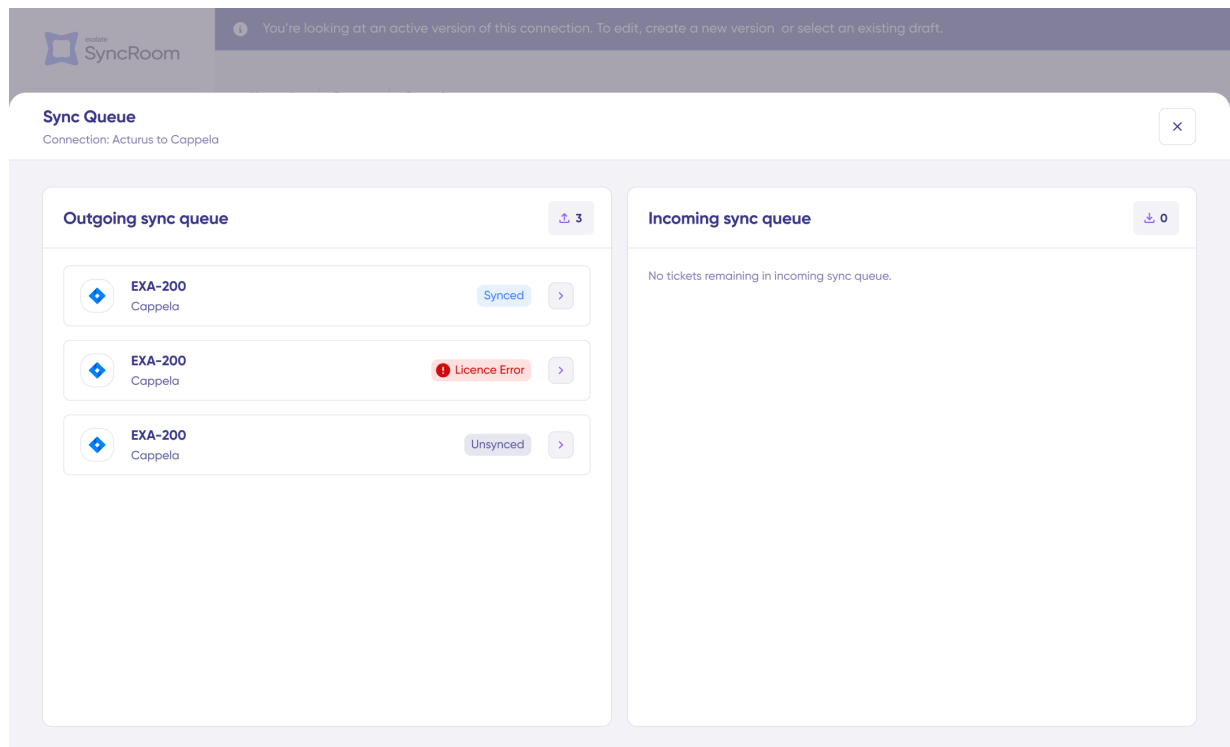 exalate
SyncRoom
You're looking at an active version of this connection. To edit, create a new version or select an existing draft.
Sync Queue
Connection: Acturus to Cappela
Outgoing sync queue
3
EXA-200
Cappela
Synced
EXA-200
Cappela
Licence Error
EXA-200
Cappela
Unsynced
Incoming sync queue
0
No tickets remaining in incoming sync queue.